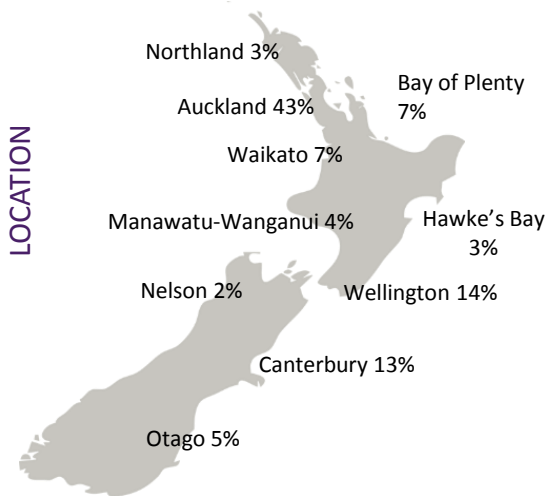 LOCATION
Northland 3%
Auckland 43%
Bay of Plenty
7%
Waikato 7%
Manawatu-Wanganui 4%
Hawke’s Bay
3%
Nelson 2%
Wellington 14%
Canterbury 13%
Otago 5%